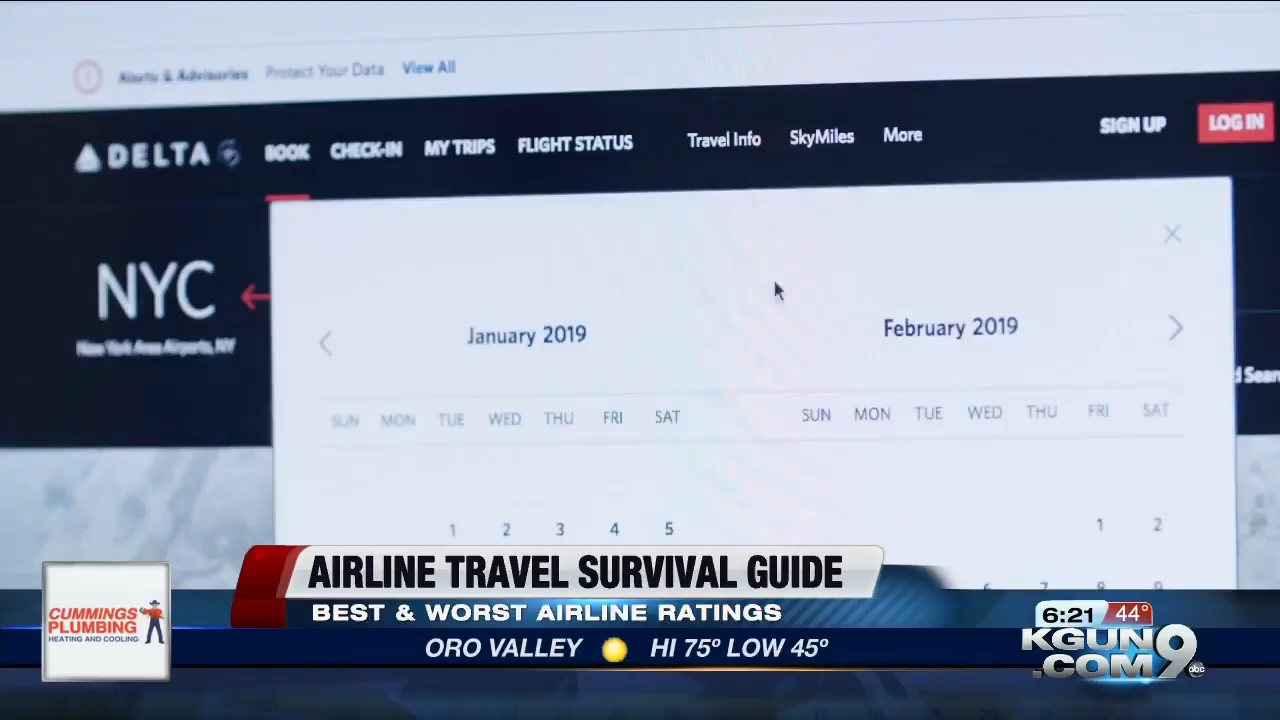 Alerts & Advisories Protect Your Data View All
DELTA BOOK CHECK-IN MY TRIPS FLIGHT STATUS Travel Info SkyMiles More SIGN UP LOG IN
NYC
New York Area Airports, NY
January 2019 February 2019
SUN MON TUE WED THU FRI SAT SUN MON TUE WED THU FRI SAT
1 2 3 4 5 1 2
AIRLINE TRAVEL SURVIVAL GUIDE
BEST & WORST AIRLINE RATINGS
ORO VALLEY HI 75° LOW 45°
CUMMINGS
PLUMBING
HEATING AND COOLING
6:21 44°
KGUN9
.COM
abc